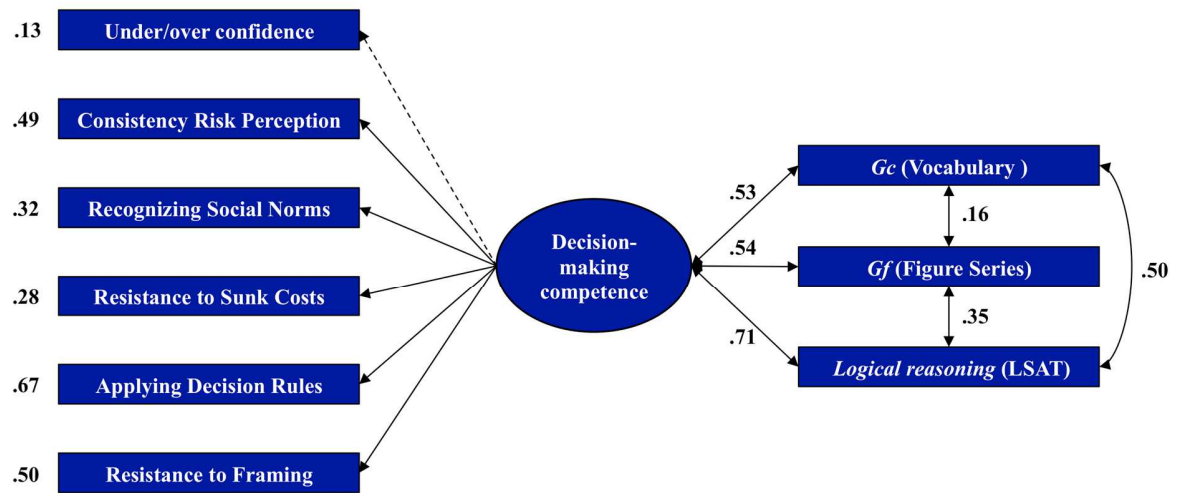 .13
Under/over confidence
.49
Consistency Risk Perception
.32
Recognizing Social Norms
.28
Resistance to Sunk Costs
.67
Applying Decision Rules
.50
Resistance to Framing
Decision-
making
competence
.53
.54
.71
Gc (Vocabulary )
.16
Gf (Figure Series)
.35
Logical reasoning (LSAT)
.50